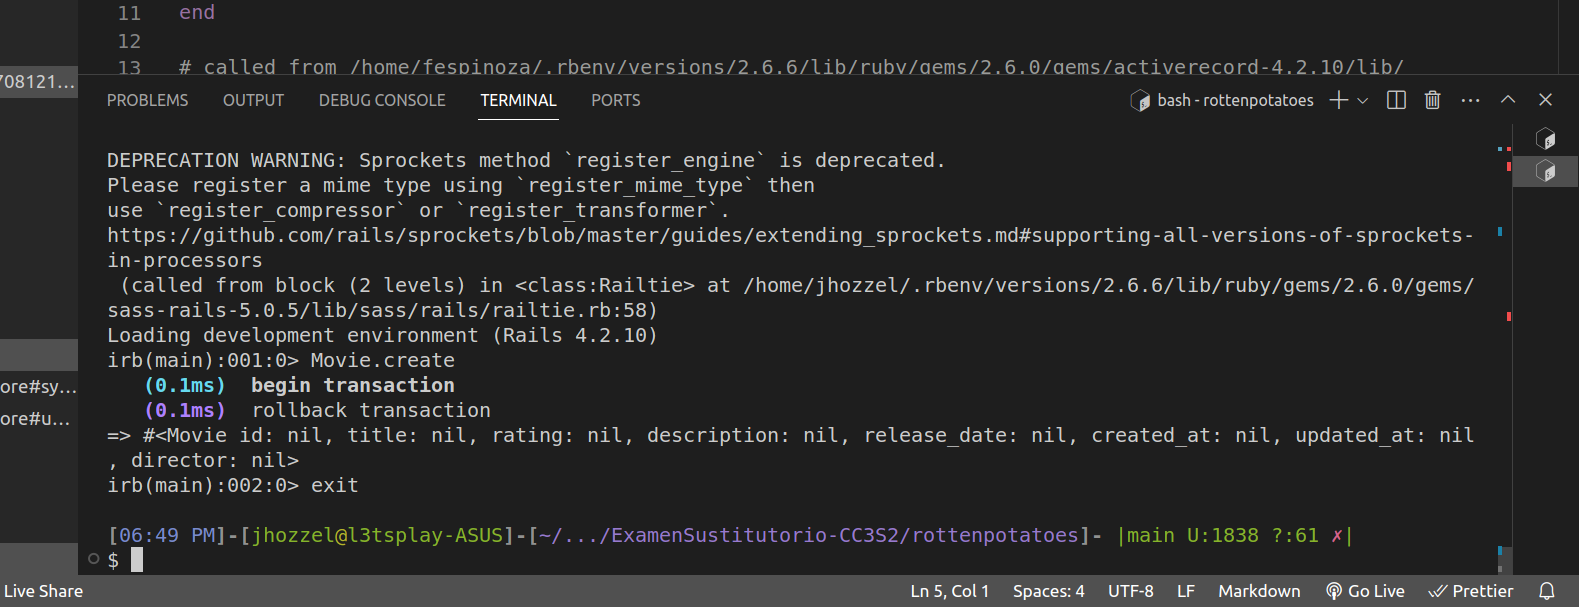 11 end
12
13 # called from /home/fespinoza/.rbenv/versions/2.6.6/lib/ruby/gems/2.6.0/gems/activerecord-4.2.10/lib/
708121...
PROBLEMS OUTPUT DEBUG CONSOLE TERMINAL PORTS bash - rottenpotatoes
DEPRECATION WARNING: Sprockets method `register_engine` is deprecated.
Please register a mime type using `register_mime_type` then
use `register_compressor` or `register_transformer`.
https://github.com/rails/sprockets/blob/master/guides/extending_sprockets.md#supporting-all-versions-of-sprockets-
in-processors
(called from block (2 levels) in <class:Railtie> at /home/jhozzel/.rbenv/versions/2.6.6/lib/ruby/gems/2.6.0/gems/
sass-rails-5.0.5/lib/sass/rails/railtie.rb:58)
Loading development environment (Rails 4.2.10)
irb(main):001:0> Movie.create
(0.1ms) begin transaction
(0.1ms) rollback transaction
=> #<Movie id: nil, title: nil, rating: nil, description: nil, release_date: nil, created_at: nil, updated_at: nil
, director: nil>
irb(main):002:0> exit
ore#sy...
ore#u...
[06:49 PM]-[jhozzel@l3tsplay-ASUS]-[~/.../ExamenSustitutorio-CC3S2/rottenpotatoes]- |main U:1838 ?:61 ✗|
$
Live Share Ln 5, Col 1 Spaces: 4 UTF-8 LF Markdown Go Live Prettier